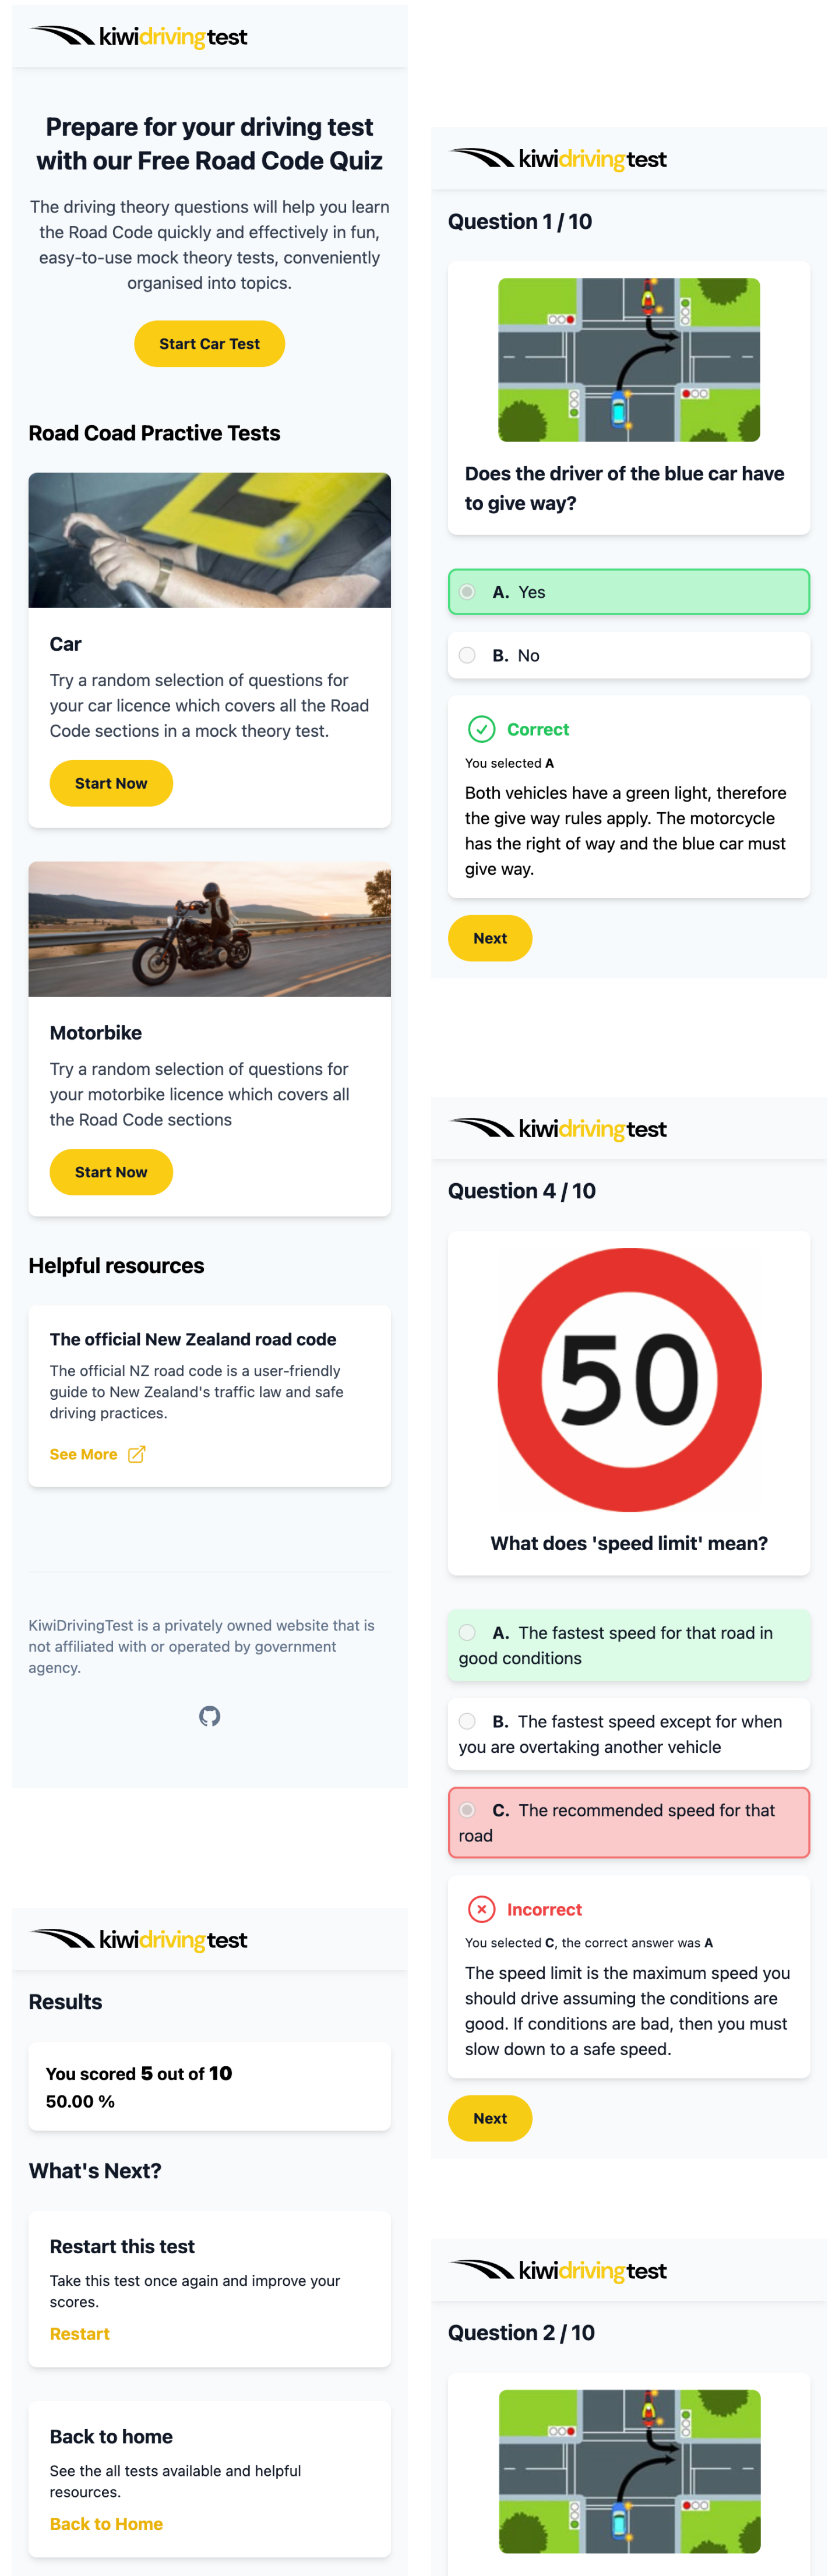 kiwidrivingtest
Prepare for your driving test
with our Free Road Code Quiz
The driving theory questions will help you learn
the Road Code quickly and effectively in fun,
easy-to-use mock theory tests, conveniently
organised into topics.
Start Car Test
Road Coad Practive Tests
Car
Try a random selection of questions for
your car licence which covers all the Road
Code sections in a mock theory test.
Start Now
Motorbike
Try a random selection of questions for
your motorbike licence which covers all
the Road Code sections
Start Now
Helpful resources
The official New Zealand road code
The official NZ road code is a user-friendly
guide to New Zealand's traffic law and safe
driving practices.
See More
KiwiDrivingTest is a privately owned website that is
not affiliated with or operated by government
agency.
kiwidrivingtest
Results
You scored 5 out of 10
50.00 %
What's Next?
Restart this test
Take this test once again and improve your
scores.
Restart
Back to home
See the all tests available and helpful
resources.
Back to Home
kiwidrivingtest
Question 1 / 10
Does the driver of the blue car have
to give way?
A. Yes
B. No
Correct
You selected A
Both vehicles have a green light, therefore
the give way rules apply. The motorcycle
has the right of way and the blue car must
give way.
Next
kiwidrivingtest
Question 4 / 10
50
What does 'speed limit' mean?
A. The fastest speed for that road in
good conditions
B. The fastest speed except for when
you are overtaking another vehicle
C. The recommended speed for that
road
Incorrect
You selected C, the correct answer was A
The speed limit is the maximum speed you
should drive assuming the conditions are
good. If conditions are bad, then you must
slow down to a safe speed.
Next
kiwidrivingtest
Question 2 / 10